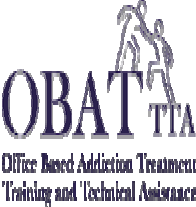 OBAT TTA
Office Based Addiction Treatment
Training and Technical Assistance